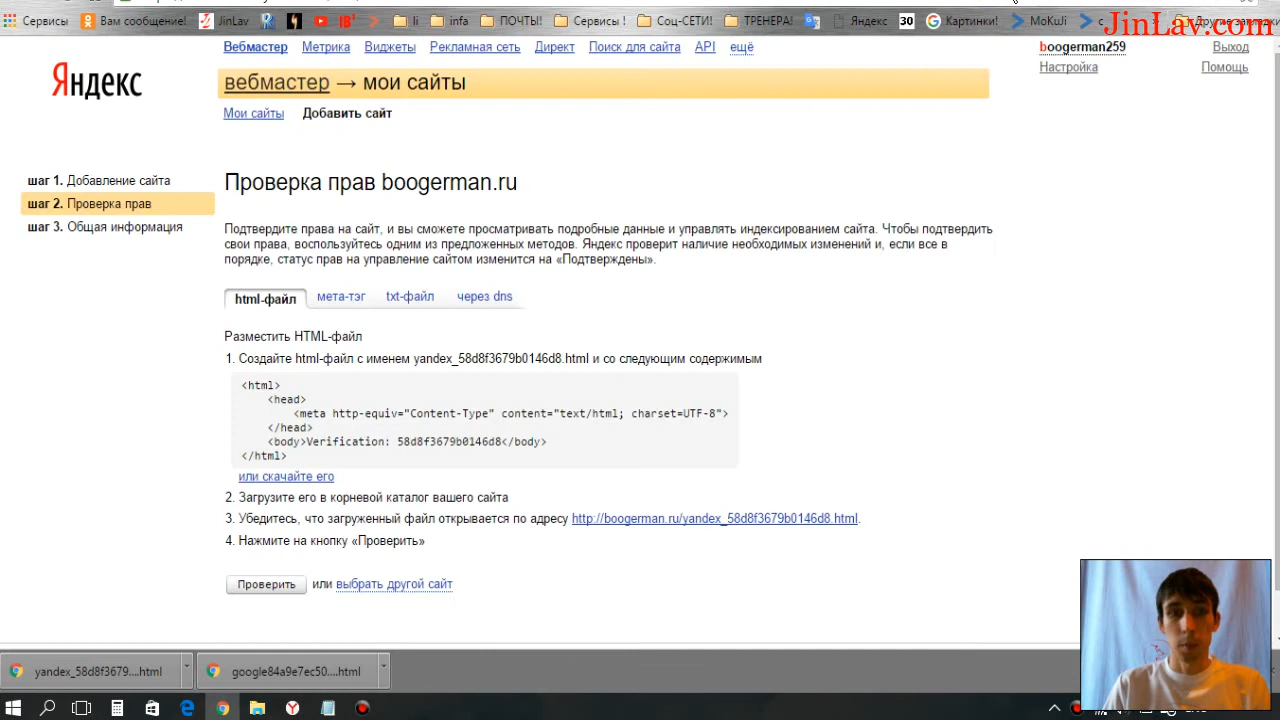 Сервисы Вам сообщение! JinLav li infa ПОЧТЫ! Сервисы ! Соц-СЕТИ! ТРЕНЕРА! Яндекс 30 Картинки! MoKuJi Другие закладки
JinLav.com
Вебмастер Метрика Виджеты Рекламная сеть Директ Поиск для сайта API ещё
boogerman259 Выход
Настройка Помощь
Яндекс
вебмастер → мои сайты
Мои сайты Добавить сайт
шаг 1. Добавление сайта
шаг 2. Проверка прав
шаг 3. Общая информация
Проверка прав boogerman.ru
Подтвердите права на сайт, и вы сможете просматривать подробные данные и управлять индексированием сайта. Чтобы подтвердить
свои права, воспользуйтесь одним из предложенных методов. Яндекс проверит наличие необходимых изменений и, если все в
порядке, статус прав на управление сайтом изменится на «Подтверждены».
html-файл мета-тэг txt-файл через dns
Разместить HTML-файл
1. Создайте html-файл с именем yandex_58d8f3679b0146d8.html и со следующим содержимым
<html>
<head>
<meta http-equiv="Content-Type" content="text/html; charset=UTF-8">
</head>
<body>Verification: 58d8f3679b0146d8</body>
</html>
или скачайте его
2. Загрузите его в корневой каталог вашего сайта
3. Убедитесь, что загруженный файл открывается по адресу http://boogerman.ru/yandex_58d8f3679b0146d8.html.
4. Нажмите на кнопку «Проверить»
Проверить или выбрать другой сайт
yandex_58d8f3679....html google84a9e7ec50....html